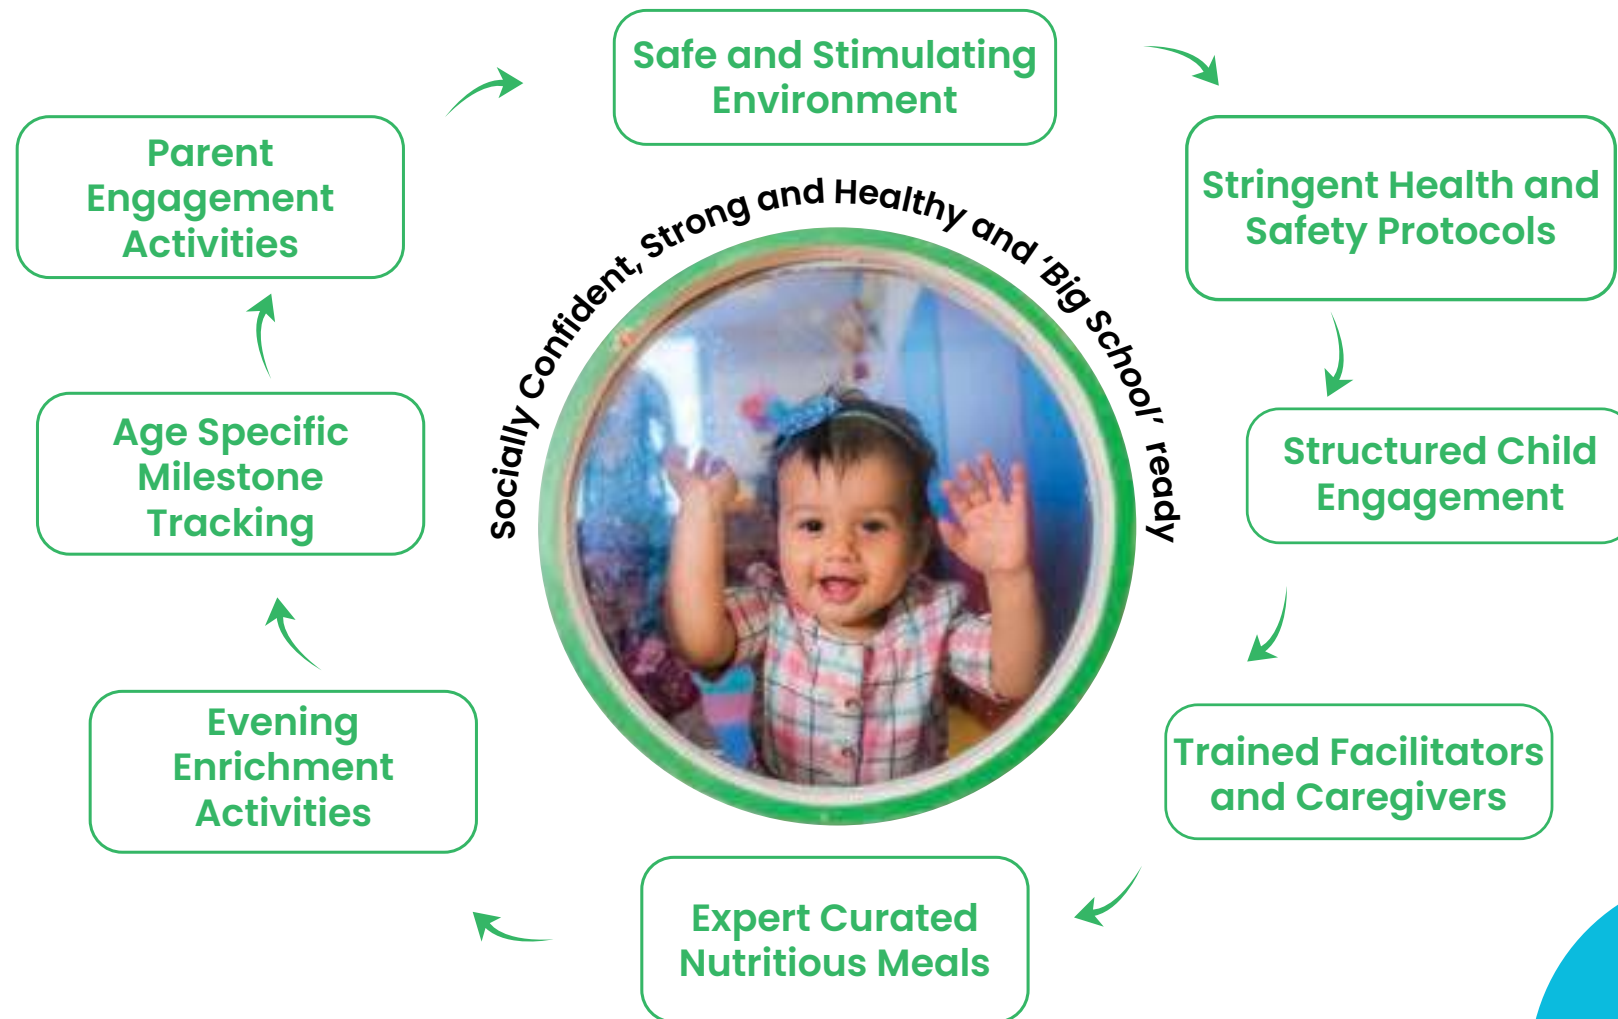 Safe and Stimulating
Environment
Stringent Health and
Safety Protocols
Structured Child
Engagement
Trained Facilitators
and Caregivers
Expert Curated
Nutritious Meals
Evening
Enrichment
Activities
Age Specific
Milestone
Tracking
Parent
Engagement
Activities
Socially Confident, Strong and Healthy and ‘Big School’ ready